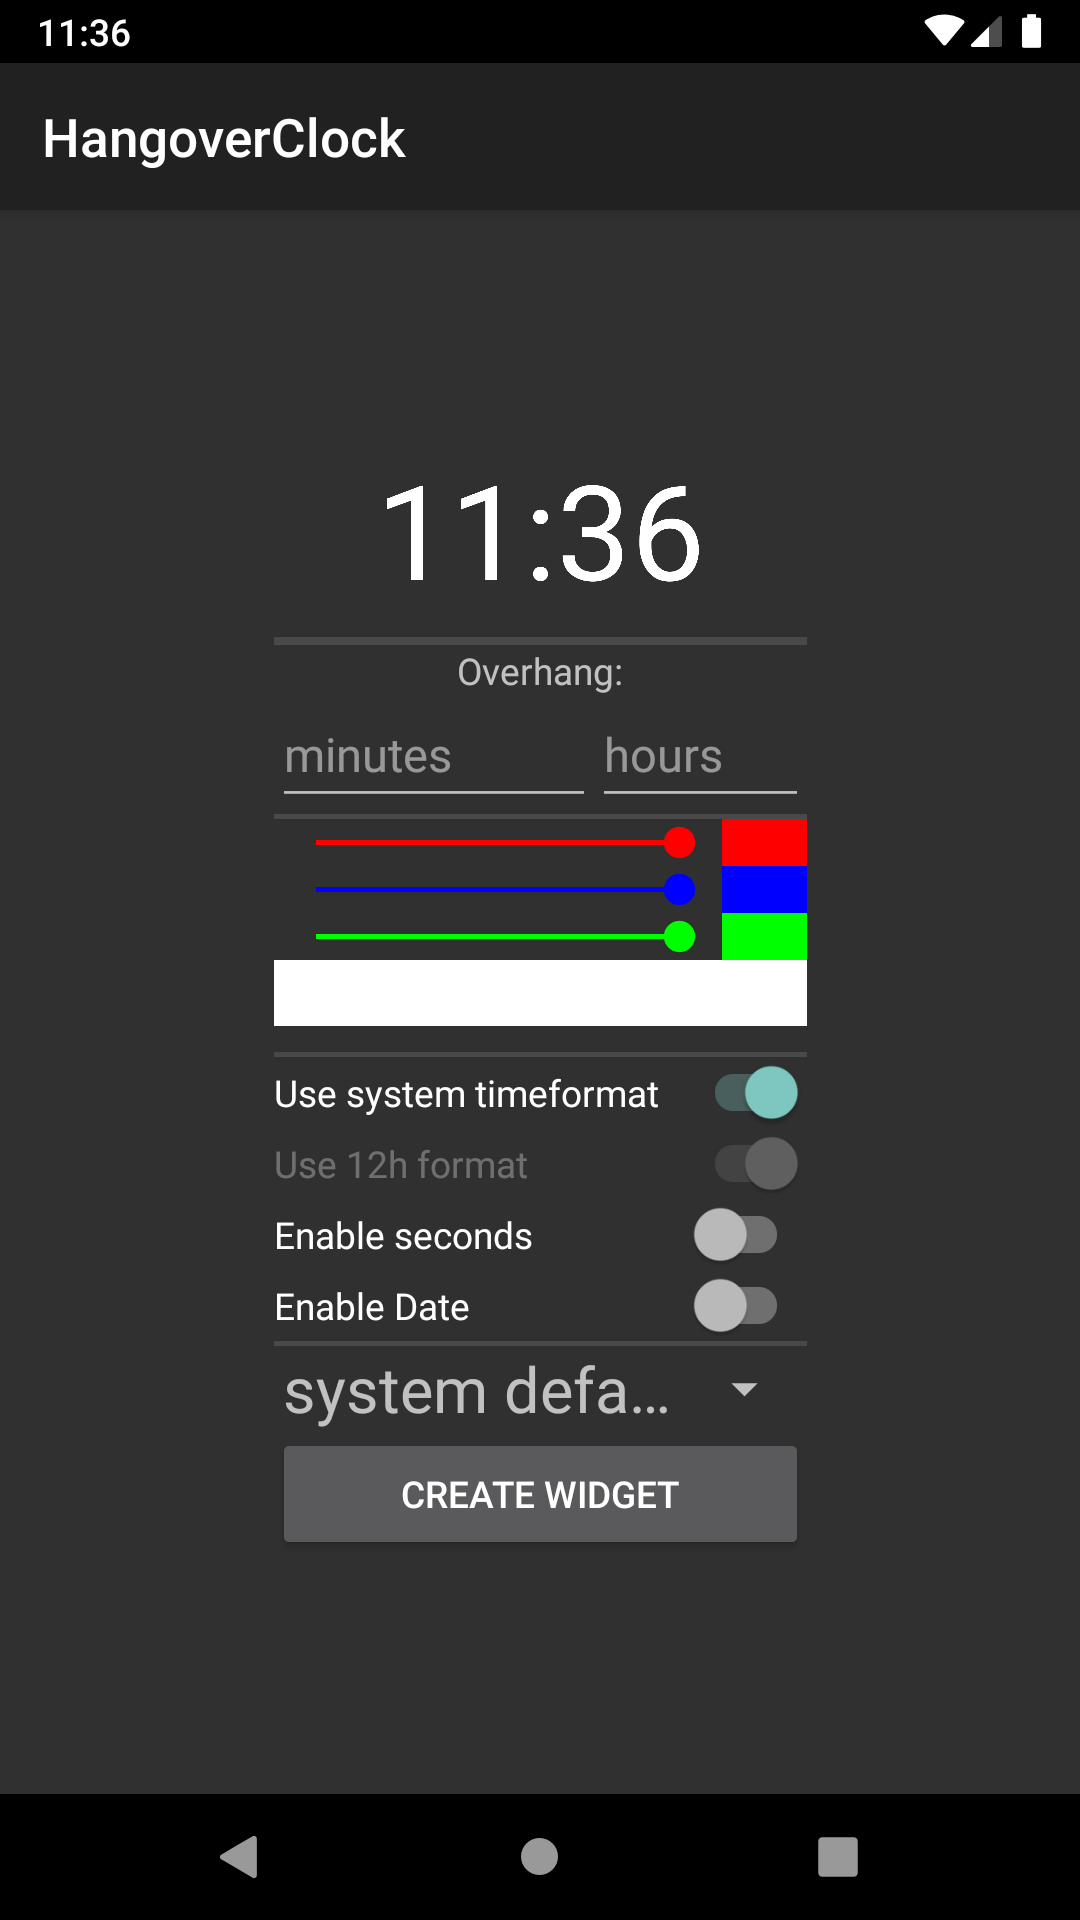 11:36
HangoverClock
11:36
Overhang:
minutes hours
Use system timeformat
Use 12h format
Enable seconds
Enable Date
system defa...
CREATE WIDGET